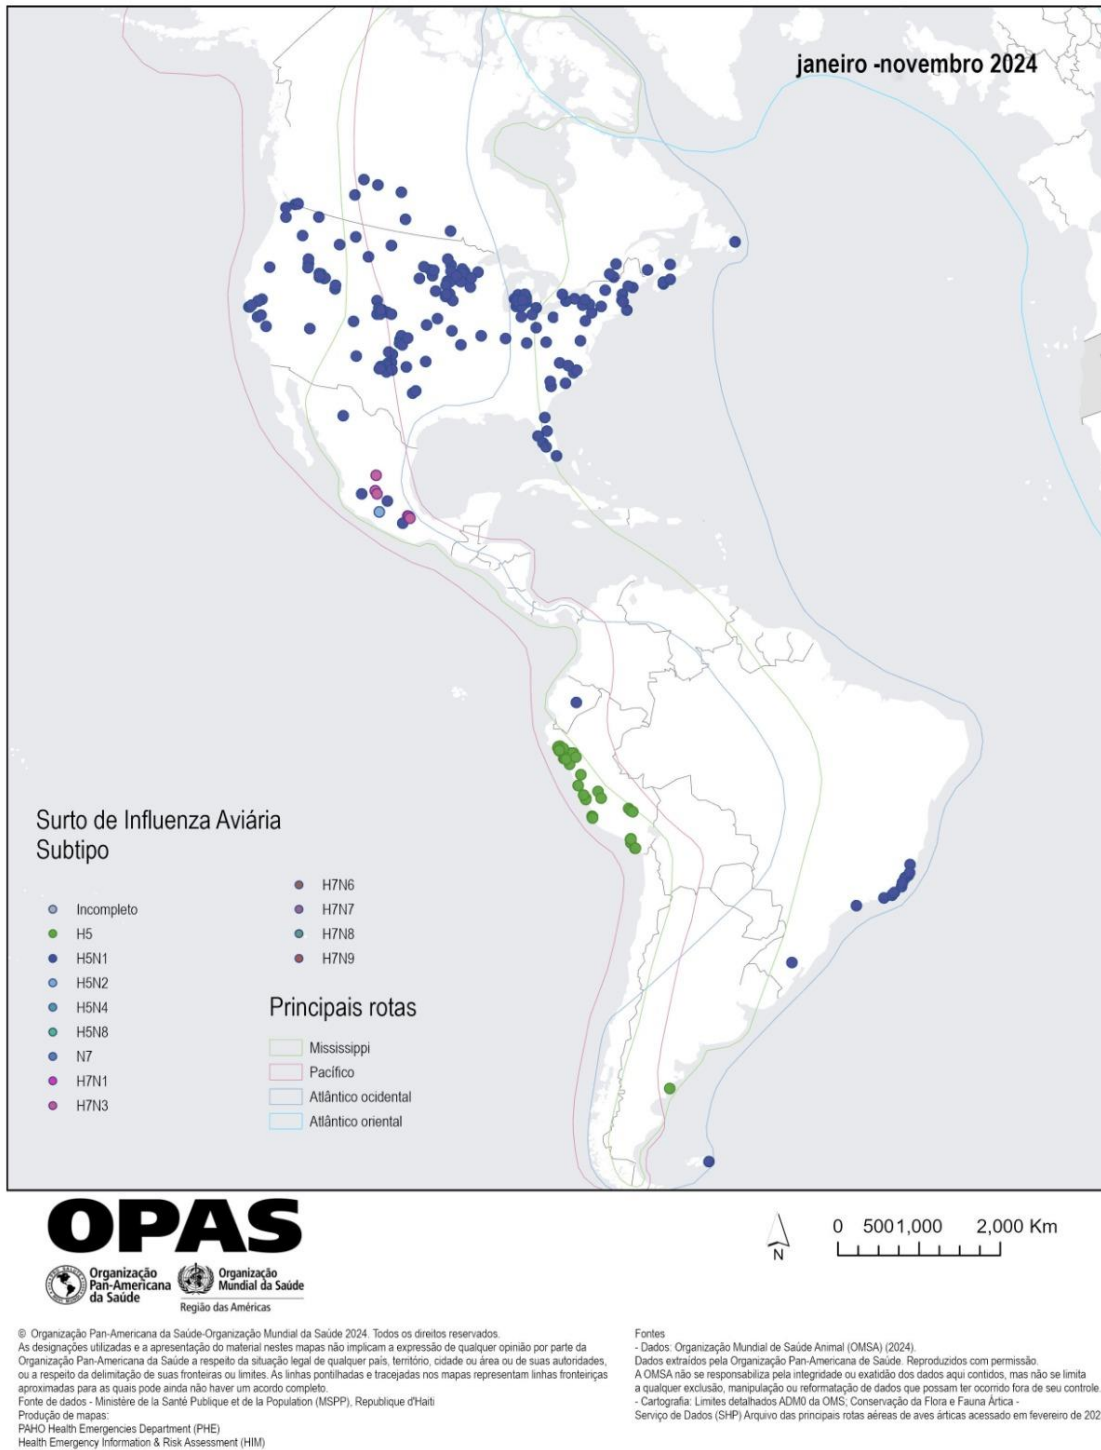 janeiro -novembro 2024
Surto de Influenza Aviária
Subtipo
Incompleto
H5
H5N1
H5N2
H5N4
H5N8
N7
H7N1
H7N3
H7N6
H7N7
H7N8
H7N9
Principais rotas
Mississippi
Pacífico
Atlântico ocidental
Atlântico oriental
OPAS
Organização
Pan-Americana
da Saúde
Organização
Mundial da Saúde
Região das Américas
N
0 500 1,000 2,000 Km
© Organização Pan-Americana da Saúde-Organização Mundial da Saúde 2024. Todos os direitos reservados.
As designações utilizadas e a apresentação do material nestes mapas não implicam a expressão de qualquer opinião por parte da
Organização Pan-Americana da Saúde a respeito da situação legal de qualquer país, território, cidade ou área ou de suas autoridades,
ou a respeito da delimitação de suas fronteiras ou limites. As linhas pontilhadas e tracejadas nos mapas representam linhas fronteiriças
aproximadas para as quais pode ainda não haver um acordo completo.
Fonte de dados - Ministère de la Santé Publique et de la Population (MSPP), Republique d'Haiti
Produção de mapas:
PAHO Health Emergencies Department (PHE)
Health Emergency Information & Risk Assessment (HIM)
Fontes
- Dados: Organização Mundial de Saúde Animal (OMSA) (2024).
Dados extraídos pela Organização Pan-Americana de Saúde. Reproduzidos com permissão.
A OMSA não se responsabiliza pela integridade ou exatidão dos dados aqui contidos, mas não se limita
a qualquer exclusão, manipulação ou reformatação de dados que possam ter ocorrido fora de seu controle.
- Cartografia: Limites detalhados ADM0 da OMS; Conservação da Flora e Fauna Ártica -
Serviço de Dados (SHP) Arquivo das principais rotas aéreas de aves árticas acessado em fevereiro de 202